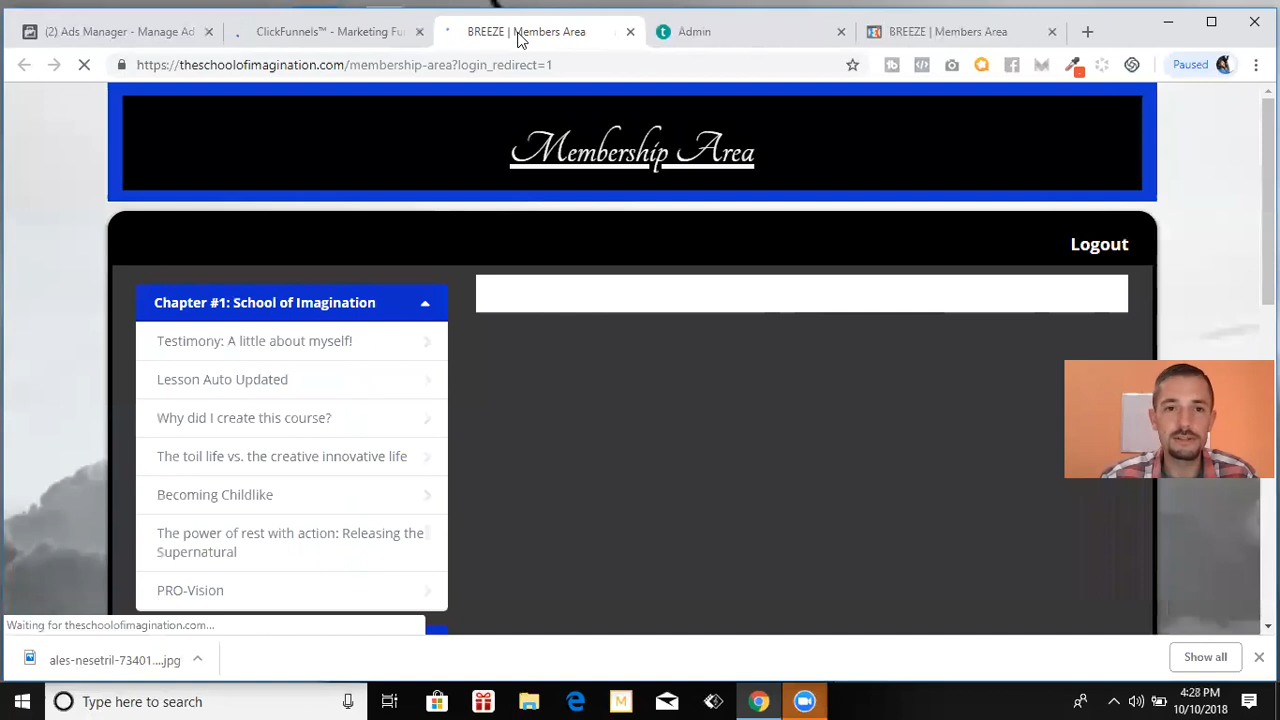 (2) Ads Manager - Manage Ad
ClickFunnels™ - Marketing Fu
BREEZE | Members Area
Admin
BREEZE | Members Area
https://theschoolofimagination.com/membership-area?login_redirect=1
Paused
Membership Area
Logout
Chapter #1: School of Imagination
Testimony: A little about myself!
Lesson Auto Updated
Why did I create this course?
The toil life vs. the creative innovative life
Becoming Childlike
The power of rest with action: Releasing the
Supernatural
PRO-Vision
Waiting for theschoolofimagination.com...
ales-nesetril-73401....jpg
Show all
Type here to search
4:28 PM
10/10/2018